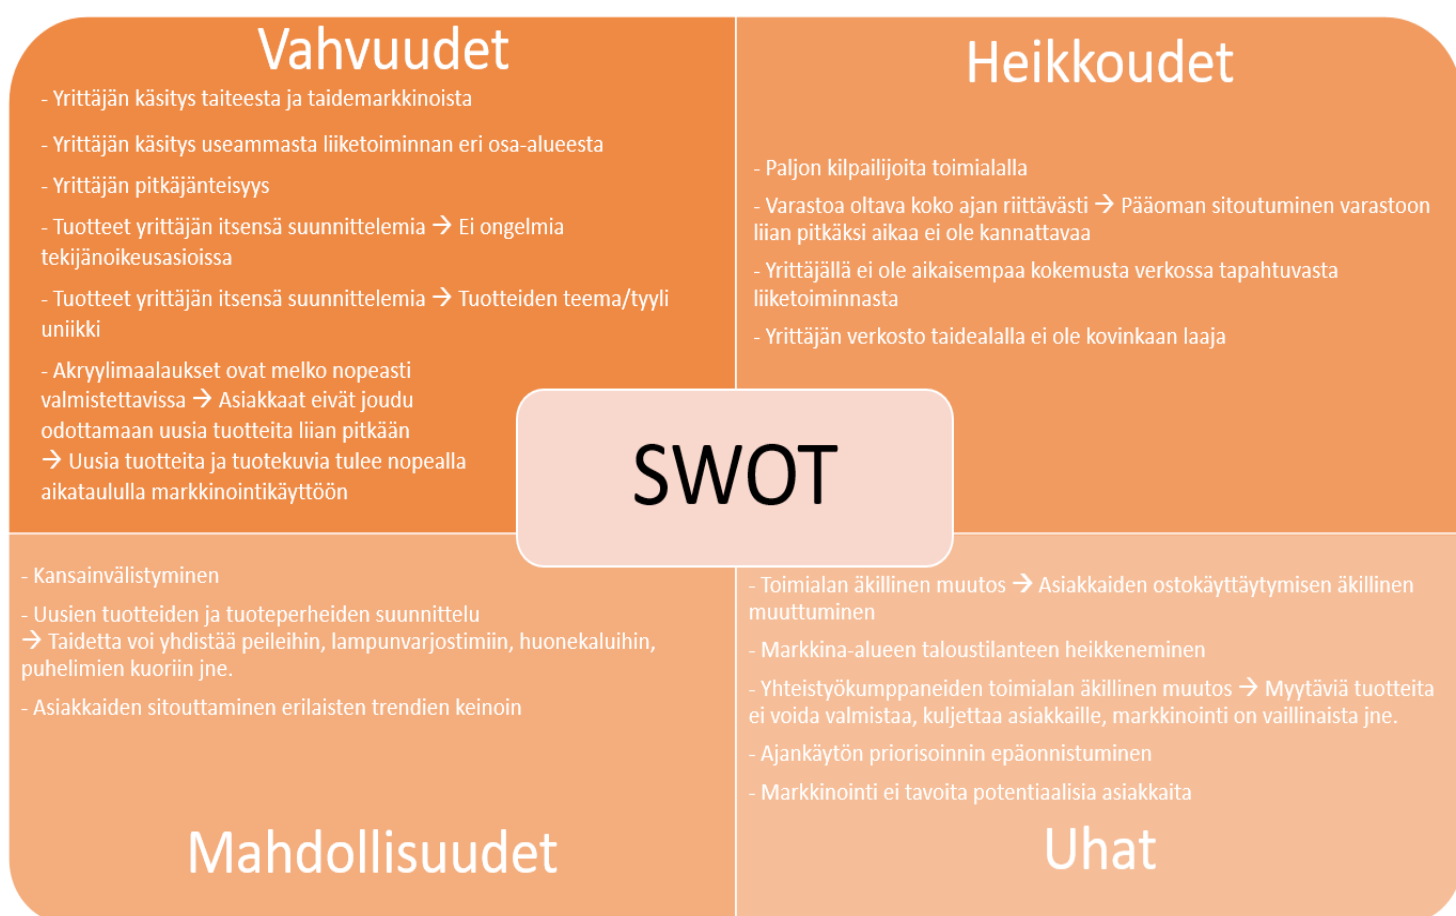 Vahvuudet
- Yrittäjän käsitys taiteesta ja taidemarkkinoista
- Yrittäjän käsitys useammasta liiketoiminnan eri osa-alueesta
- Yrittäjän pitkäjänteisyys
- Tuotteet yrittäjän itsensä suunnittelemia → Ei ongelmia
tekijänoikeusasioissa
- Tuotteet yrittäjän itsensä suunnittelemia → Tuotteiden teema/tyyli
uniikki
- Akryylimaalaukset ovat melko nopeasti
valmistettavissa → Asiakkaat eivät joudu
odottamaan uusia tuotteita liian pitkään
→ Uusia tuotteita ja tuotekuvia tulee nopealla
aikataululla markkinointikäyttöön
Heikkoudet
- Paljon kilpailijoita toimialalla
- Varastoa oltava koko ajan riittävästi → Pääoman sitoutuminen varastoon
liian pitkäksi aikaa ei ole kannattavaa
- Yrittäjällä ei ole aikaisempaa kokemusta verkossa tapahtuvasta
liiketoiminnasta
- Yrittäjän verkosto taidealalla ei ole kovinkaan laaja
SWOT
- Kansainvälistyminen
- Uusien tuotteiden ja tuoteperheiden suunnittelu
→ Taidetta voi yhdistää peileihin, lampunvarjostimiin, huonekaluihin,
puhelimien kuoriin jne.
- Asiakkaiden sitouttaminen erilaisten trendien keinoin
Mahdollisuudet
- Toimialan äkillinen muutos → Asiakkaiden ostokäyttäytymisen äkillinen
muuttuminen
- Markkina-alueen taloustilanteen heikkeneminen
- Yhteistyökumppaneiden toimialan äkillinen muutos → Myytäviä tuotteita
ei voida valmistaa, kuljettaa asiakkaille, markkinointi on vaillinaista jne.
- Ajankäytön priorisoinnin epäonnistuminen
- Markkinointi ei tavoita potentiaalisia asiakkaita
Uhat